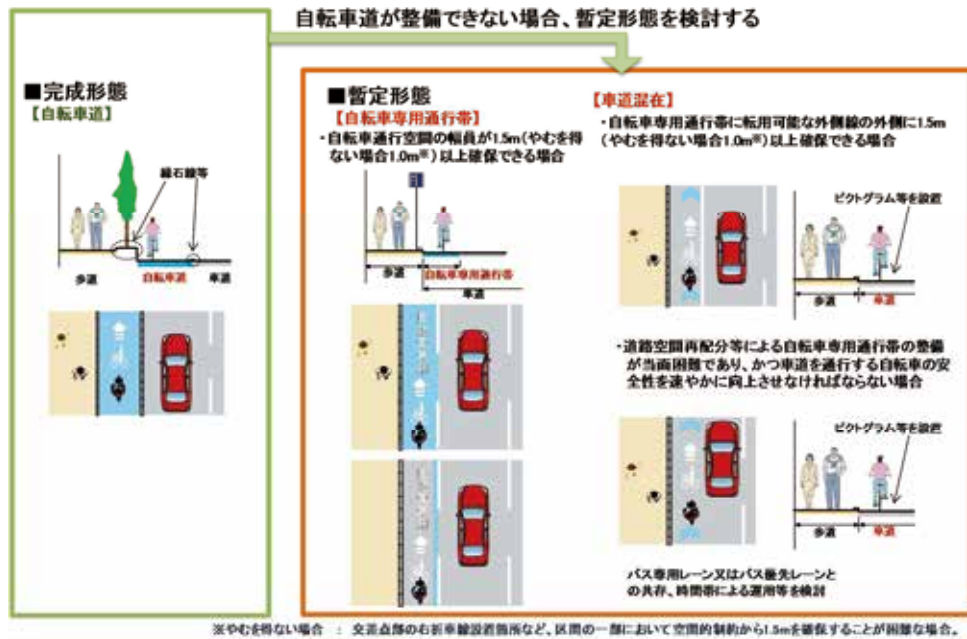 自転車道が整備できない場合、暫定形態を検討する
■完成形態
【自転車道】
縁石線等
歩道
自転車道
車道
■暫定形態
【自転車専用通行帯】
・自転車通行空間の幅員が1.5m(やむを得
ない場合1.0m※)以上確保できる場合
歩道
自転車専用通行帯
車道
【車道混在】
・自転車専用通行帯に転用可能な外側線の外側に1.5m
(やむを得ない場合1.0m※)以上確保できる場合
ピクトグラム等を設置
歩道
車道
・道路空間再配分等による自転車専用通行帯の整備
が当面困難であり、かつ車道を通行する自転車の安
全性を速やかに向上させなければならない場合
ピクトグラム等を設置
歩道
車道
バス専用レーン又はバス優先レーンと
の共存、時間帯による運用等を検討
※やむを得ない場合 : 交差点部の右折車線設置箇所など、区間の一部において空間的制約から1.5mを確保することが困難な場合。